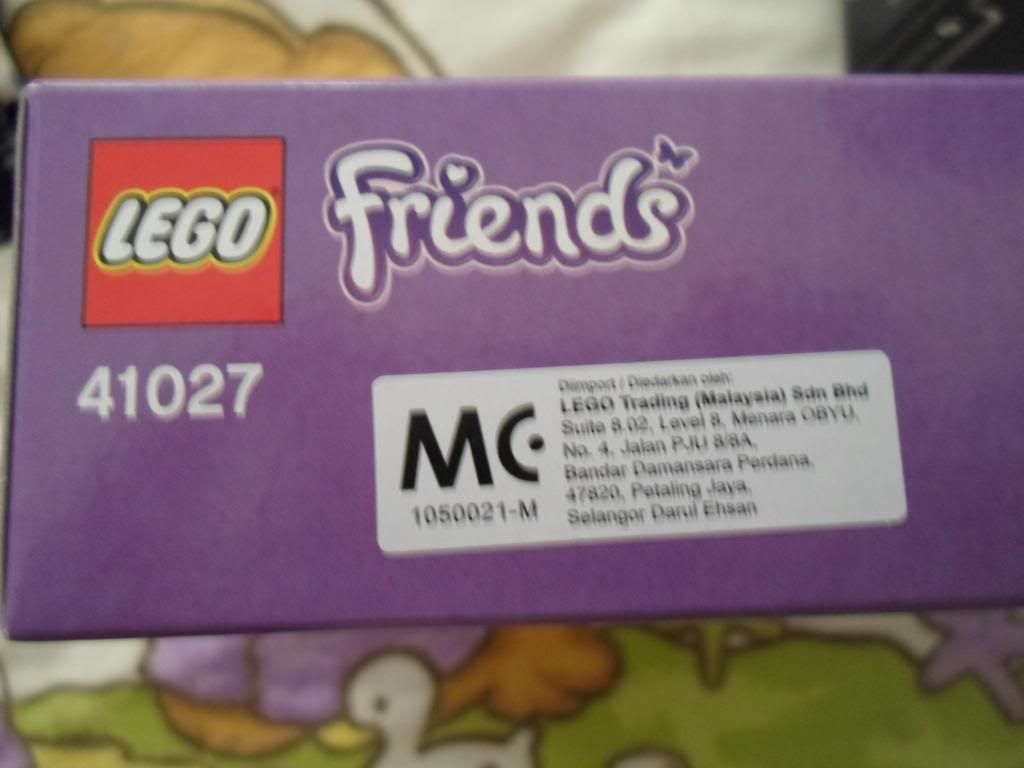 LEGO
Friends
41027
MC
1050021-M
Diimport / Diedarkan oleh:
LEGO Trading (Malaysia) Sdn Bhd
Suite 8.02, Level 8, Menara OBYU,
No. 4, Jalan PJU 8/8A,
Bandar Damansara Perdana,
47820, Petaling Jaya,
Selangor Darul Ehsan